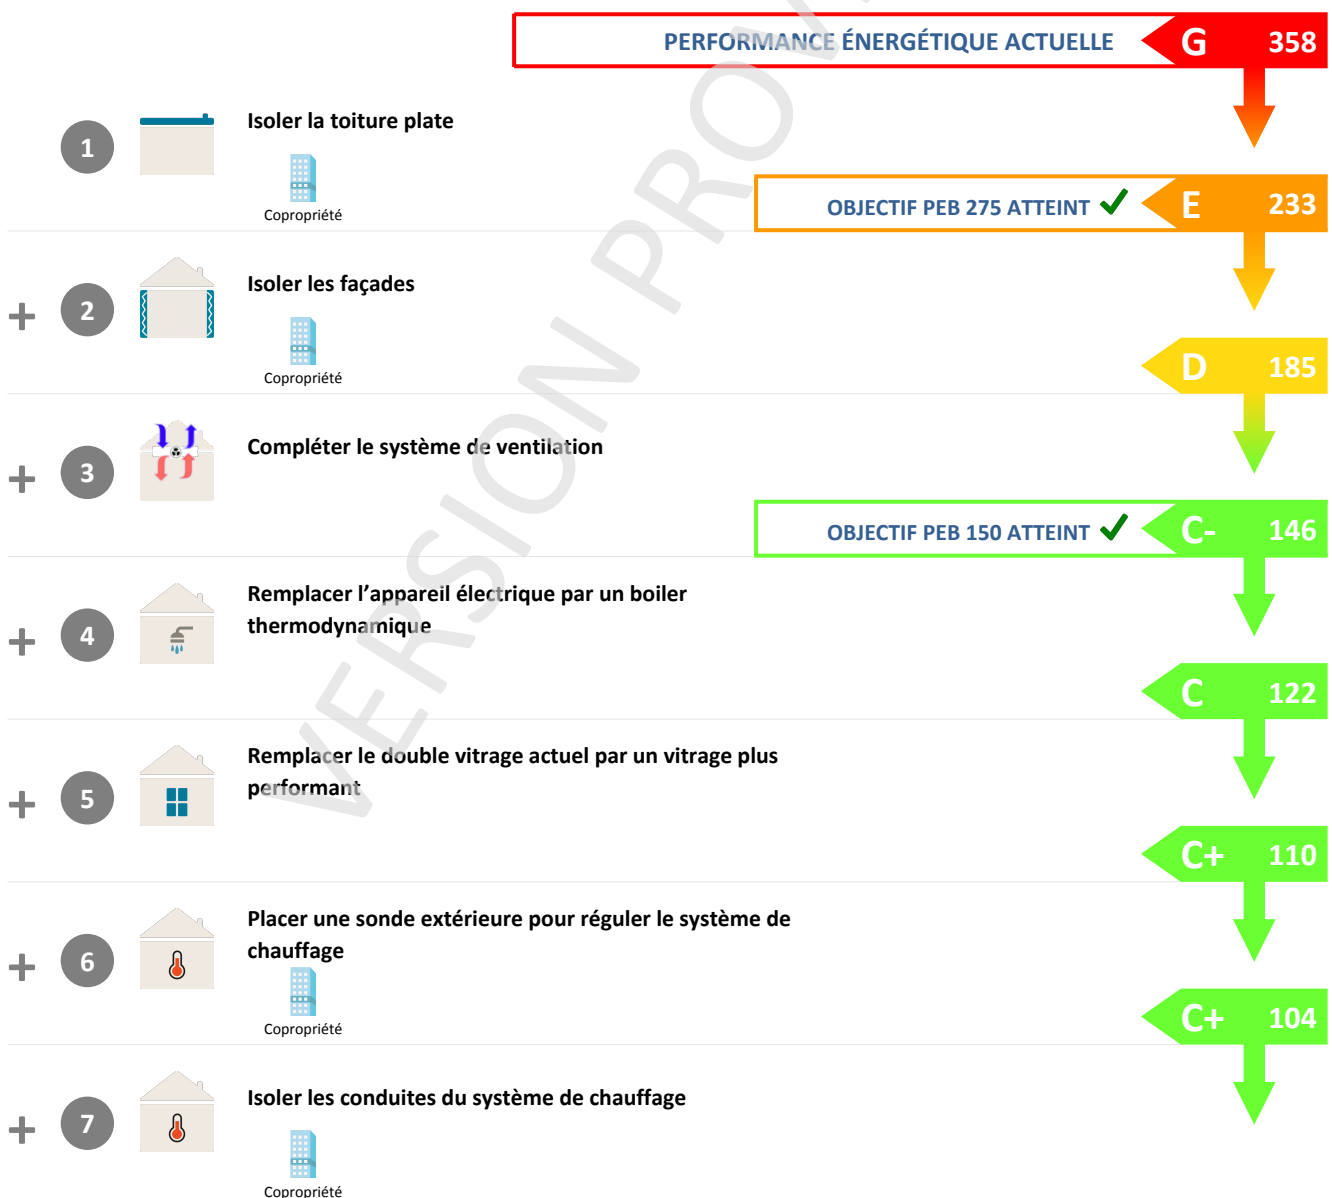 PERFORMANCE ÉNERGÉTIQUE ACTUELLE G 358
1 Isoler la toiture plate
Copropriété
OBJECTIF PEB 275 ATTEINT E 233
+ 2 Isoler les façades
Copropriété
D 185
+ 3 Compléter le système de ventilation
OBJECTIF PEB 150 ATTEINT C- 146
+ 4 Remplacer l’appareil électrique par un boiler
thermodynamique
C 122
+ 5 Remplacer le double vitrage actuel par un vitrage plus
performant
C+ 110
+ 6 Placer une sonde extérieure pour réguler le système de
chauffage
Copropriété
C+ 104
+ 7 Isoler les conduites du système de chauffage
Copropriété
VERSION PROV